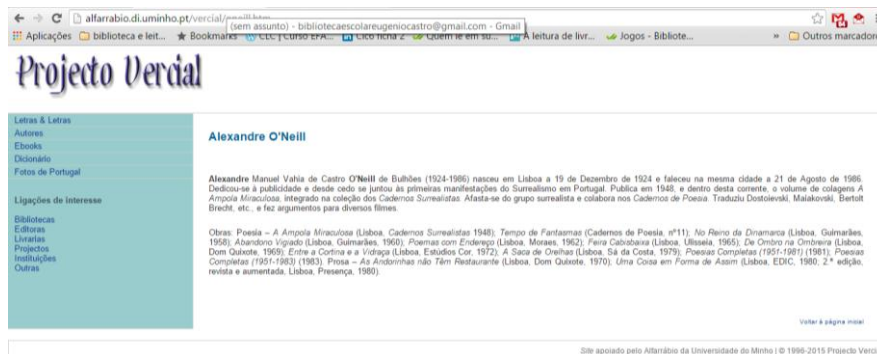 alfarrabio.di.uminho.pt/vercial/
(sem assunto) - bibliotecaescolareugeniocastro@gmail.com - Gmail
Aplicações biblioteca e leit... Bookmarks A leitura de livr... Jogos - Bibliote... » Outros marcador
Projecto Vercial
Letras & Letras
Autores
Ebooks
Dicionário
Fotos de Portugal
Ligações de interesse
Bibliotecas
Editoras
Livrarias
Projectos
Instituições
Outras
Alexandre O'Neill
Alexandre Manuel Vahia de Castro O'Neill de Bulhões (1924-1986) nasceu em Lisboa a 19 de Dezembro de 1924 e faleceu na mesma cidade a 21 de Agosto de 1986.
Dedicou-se à publicidade e desde cedo se juntou às primeiras manifestações do Surrealismo em Portugal. Publica em 1948, e dentro desta corrente, o volume de colagens A
Ampola Miraculosa, integrado na coleção dos Cadernos Surrealistas. Afasta-se do grupo surrealista e colabora nos Cadernos de Poesia. Traduziu Dostoievski, Maiakovski, Bertolt
Brecht, etc., e fez argumentos para diversos filmes.
Obras: Poesia – A Ampola Miraculosa (Lisboa, Cadernos Surrealistas 1948); Tempo de Fantasmas (Cadernos de Poesia, nº11); No Reino da Dinamarca (Lisboa, Guimarães,
1958); Abandono Vigiado (Lisboa, Guimarães, 1960); Poemas com Endereço (Lisboa, Moraes, 1962); Feira Cabisbaixa (Lisboa, Ulisseia, 1965); De Ombro na Ombreira (Lisboa,
Dom Quixote, 1969); Entre a Cortina e a Vidraça (Lisboa, Estúdios Cor, 1972); A Saca de Orelhas (Lisboa, Sá da Costa, 1979); Poesias Completas (1951-1981) (1981); Poesias
Completas (1951-1983) (1983). Prosa – As Andorinhas não Têm Restaurante (Lisboa, Dom Quixote, 1970); Uma Coisa em Forma de Assim (Lisboa, EDIC, 1980; 2.ª edição,
revista e aumentada, Lisboa, Presença, 1980).
Voltar à página inicial
Site apoiado pelo Alfarrábio da Universidade do Minho | © 1996-2015 Projecto Verci